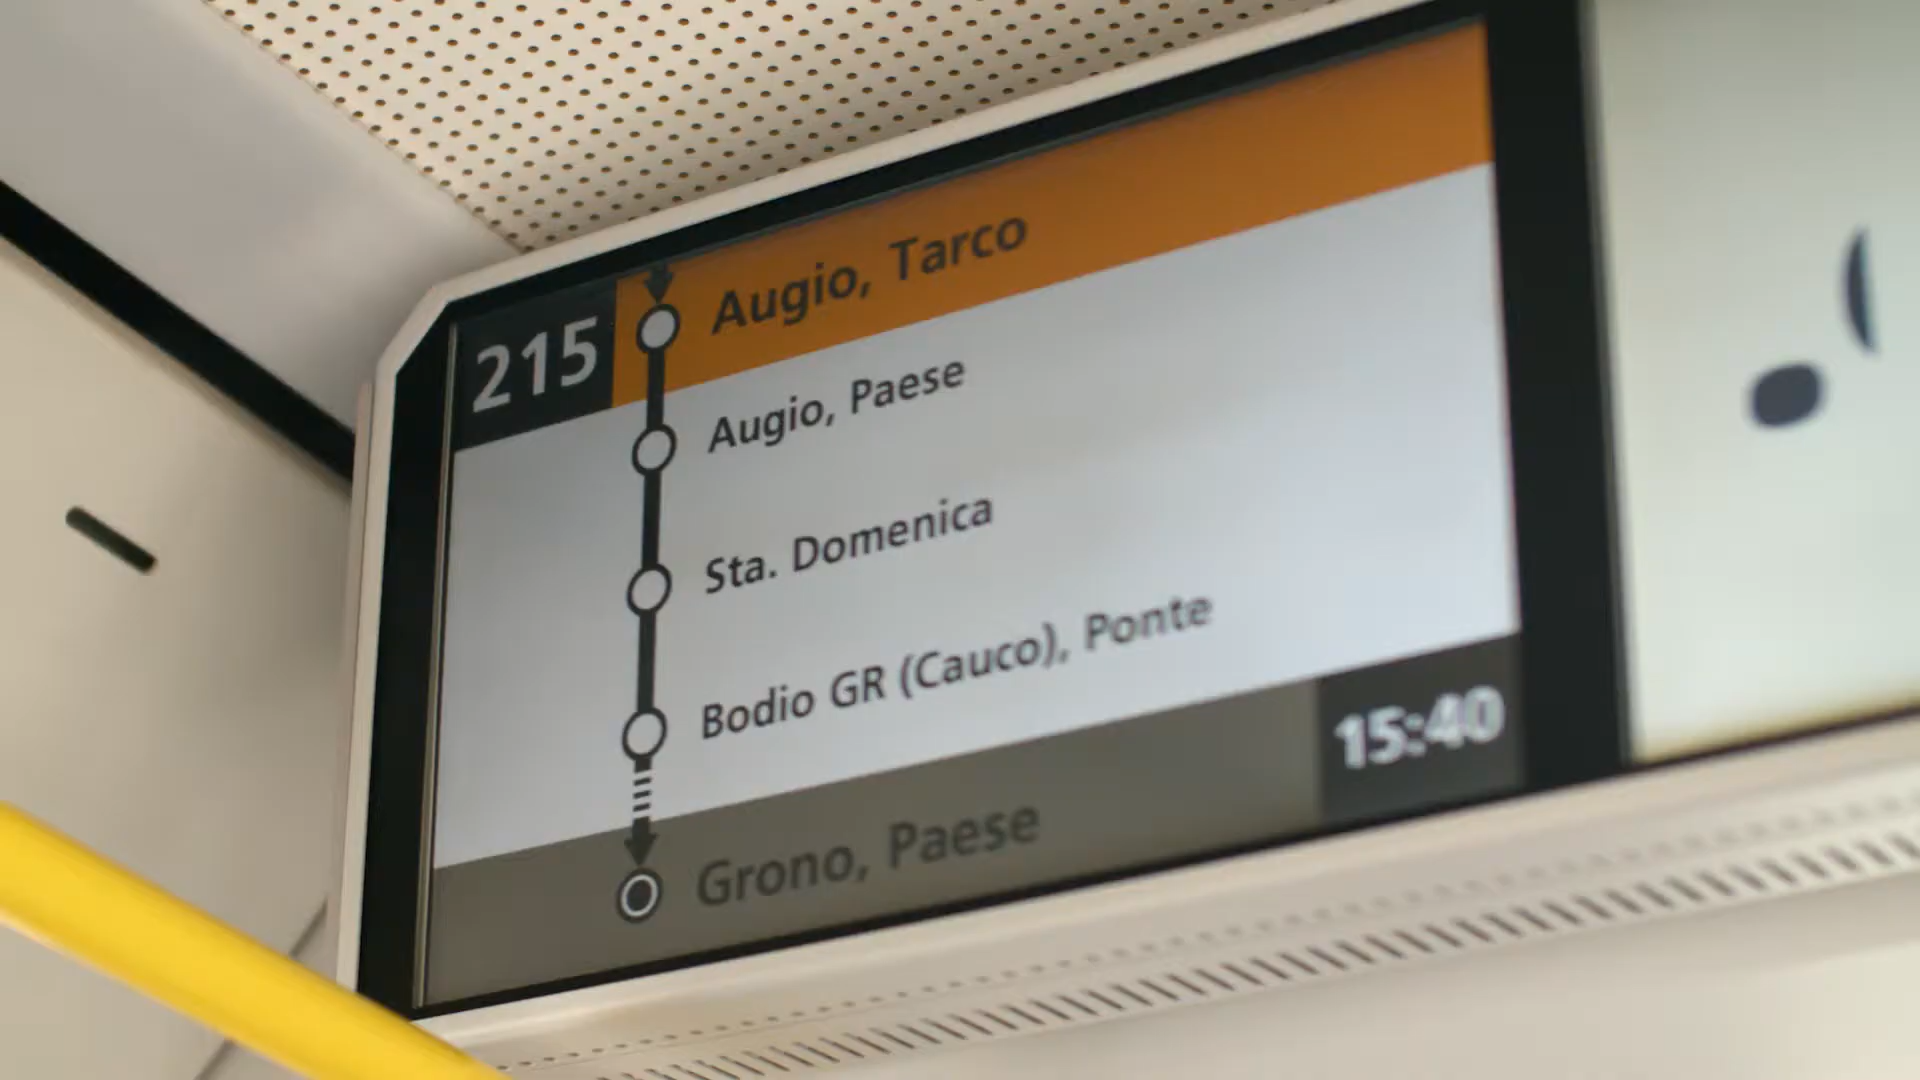 215
Augio, Tarco
Augio, Paese
Sta. Domenica
Bodio GR (Cauco), Ponte
Grono, Paese
15:40